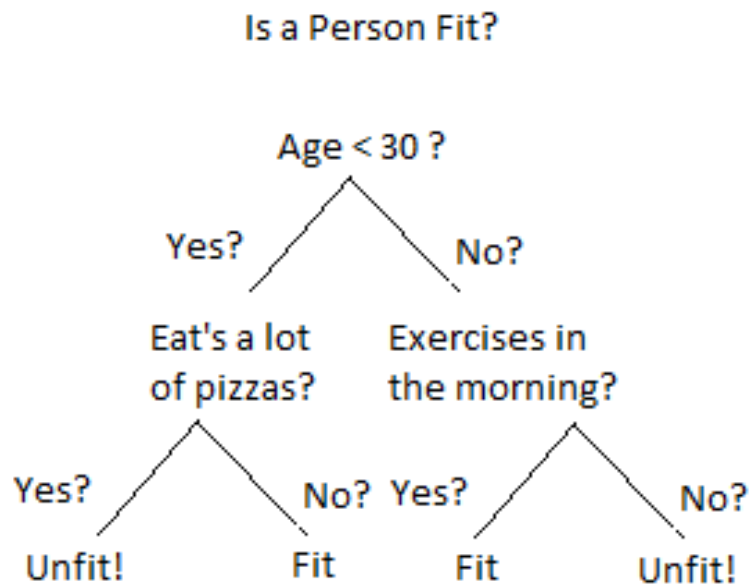 Is a Person Fit?
Age < 30 ?
Yes?
No?
Eat's a lot
of pizzas?
Exercises in
the morning?
Yes?
No?
Yes?
No?
Unfit!
Fit
Fit
Unfit!